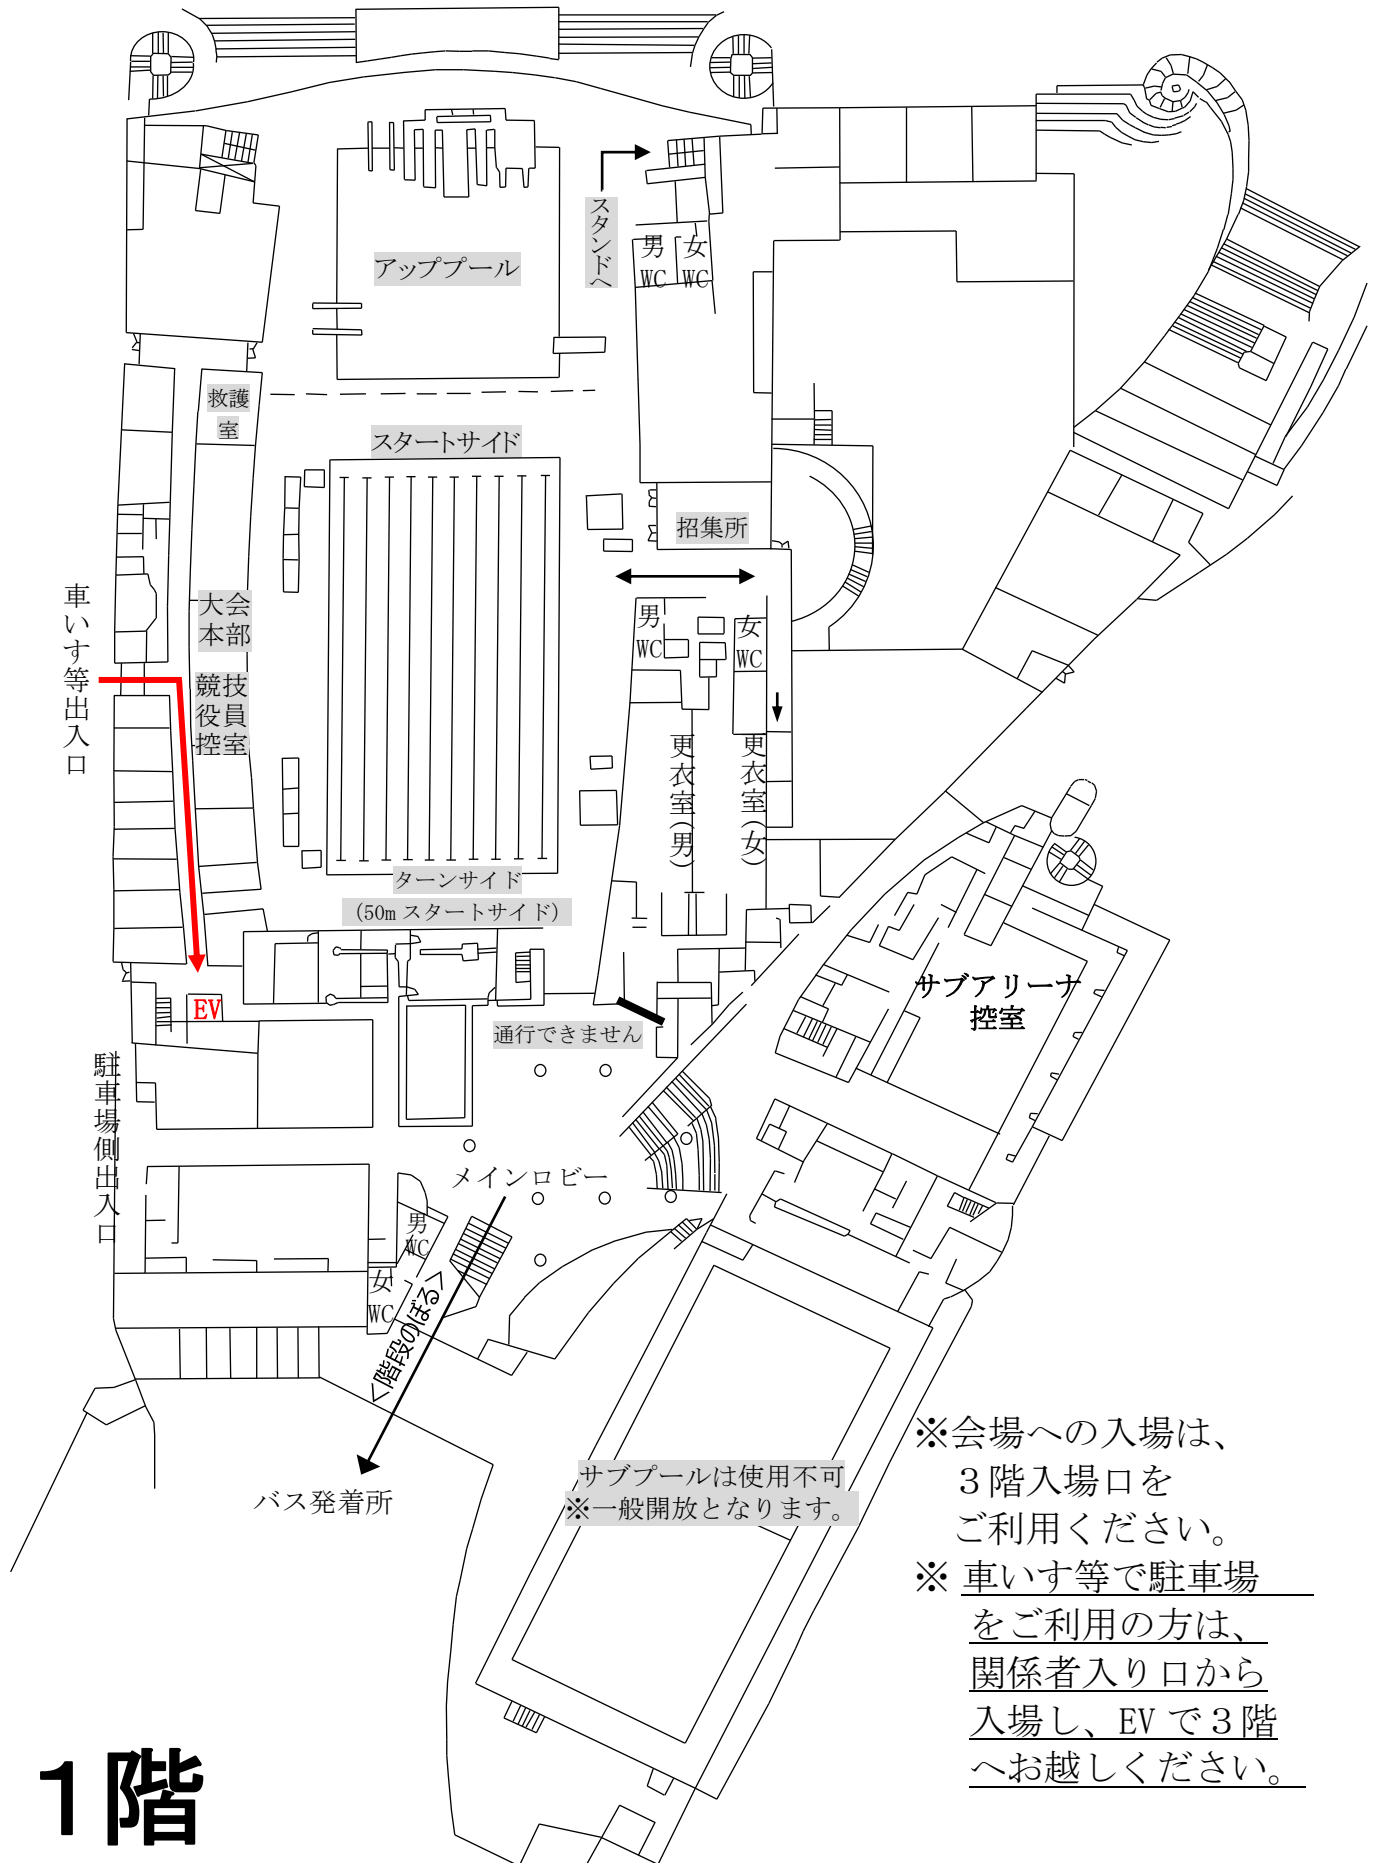 スタンドへ
男
WC
女
WC
アッププール
救護
室
スタートサイド
招集所
大会
本部
競技
役員
控室
車いす等出入口
男
WC
女
WC
更衣室(男)
更衣室(女)
ターンサイド
（50m スタートサイド）
サブアリーナ
控室
EV
通行できません
駐車場側出入口
メインロビー
男
WC
女
WC
<階段のぼる>
バス発着所
サブプールは使用不可
※一般開放となります。
※会場への入場は、
３階入場口を
ご利用ください。
※ 車いす等で駐車場
をご利用の方は、
関係者入り口から
入場し、EV で３階
へお越しください。
1階